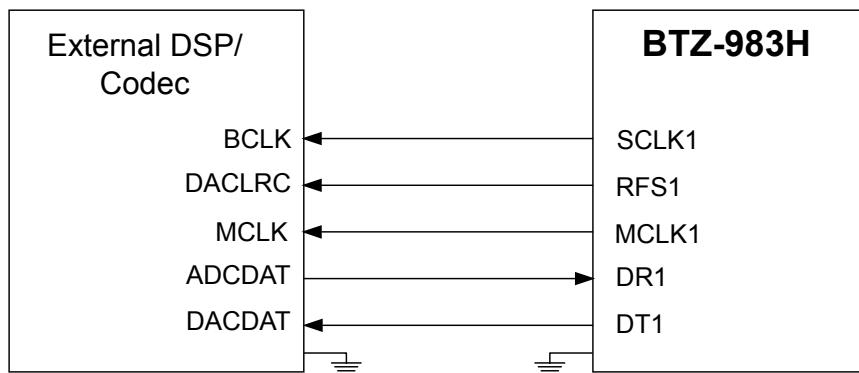 External DSP/
Codec
BTZ-983H
BCLK
SCLK1
DACLRC
RFS1
MCLK
MCLK1
ADCDAT
DR1
DACDAT
DT1